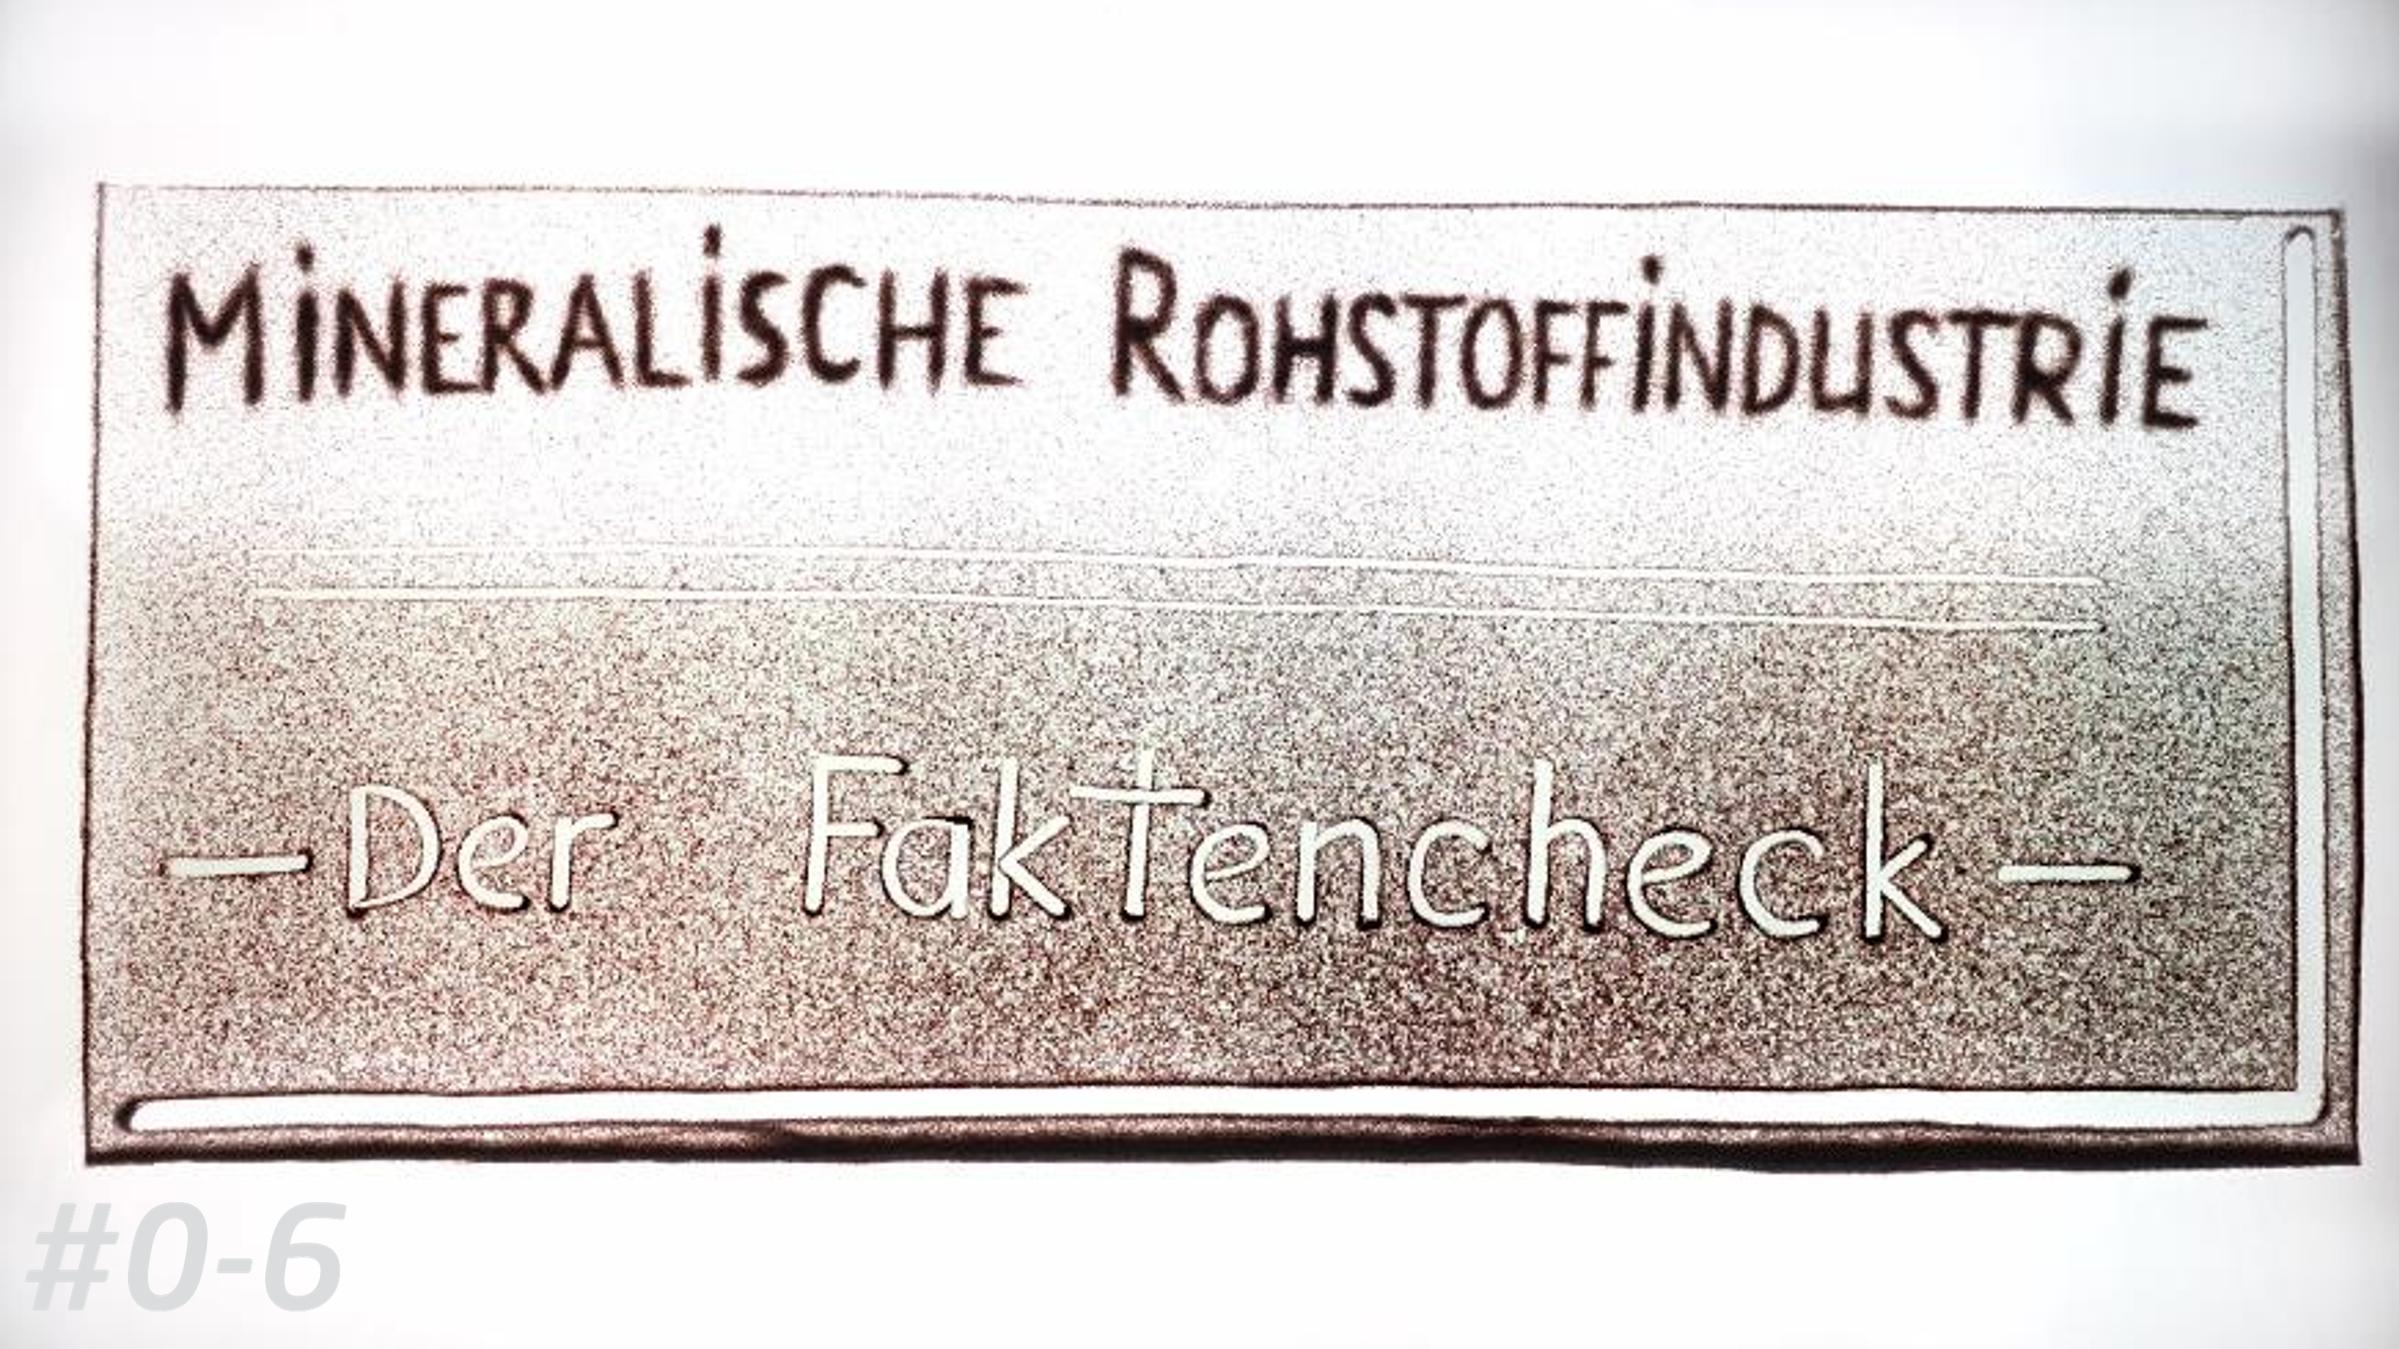 MiNERALiSCHE ROHSTOFFiNDUSTRiE
– Der Faktencheck –
#0-6